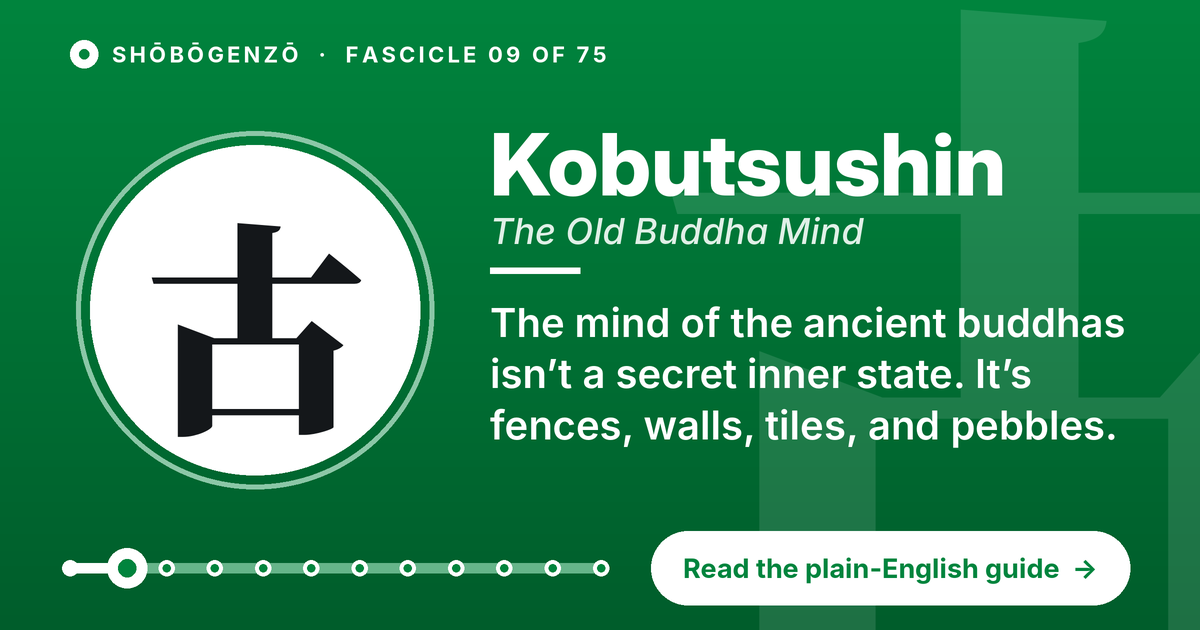 SHŌBŌGENZŌ · FASCICLE 09 OF 75
古
Kobutsushin
The Old Buddha Mind
The mind of the ancient buddhas
isn’t a secret inner state. It’s
fences, walls, tiles, and pebbles.
Read the plain-English guide →